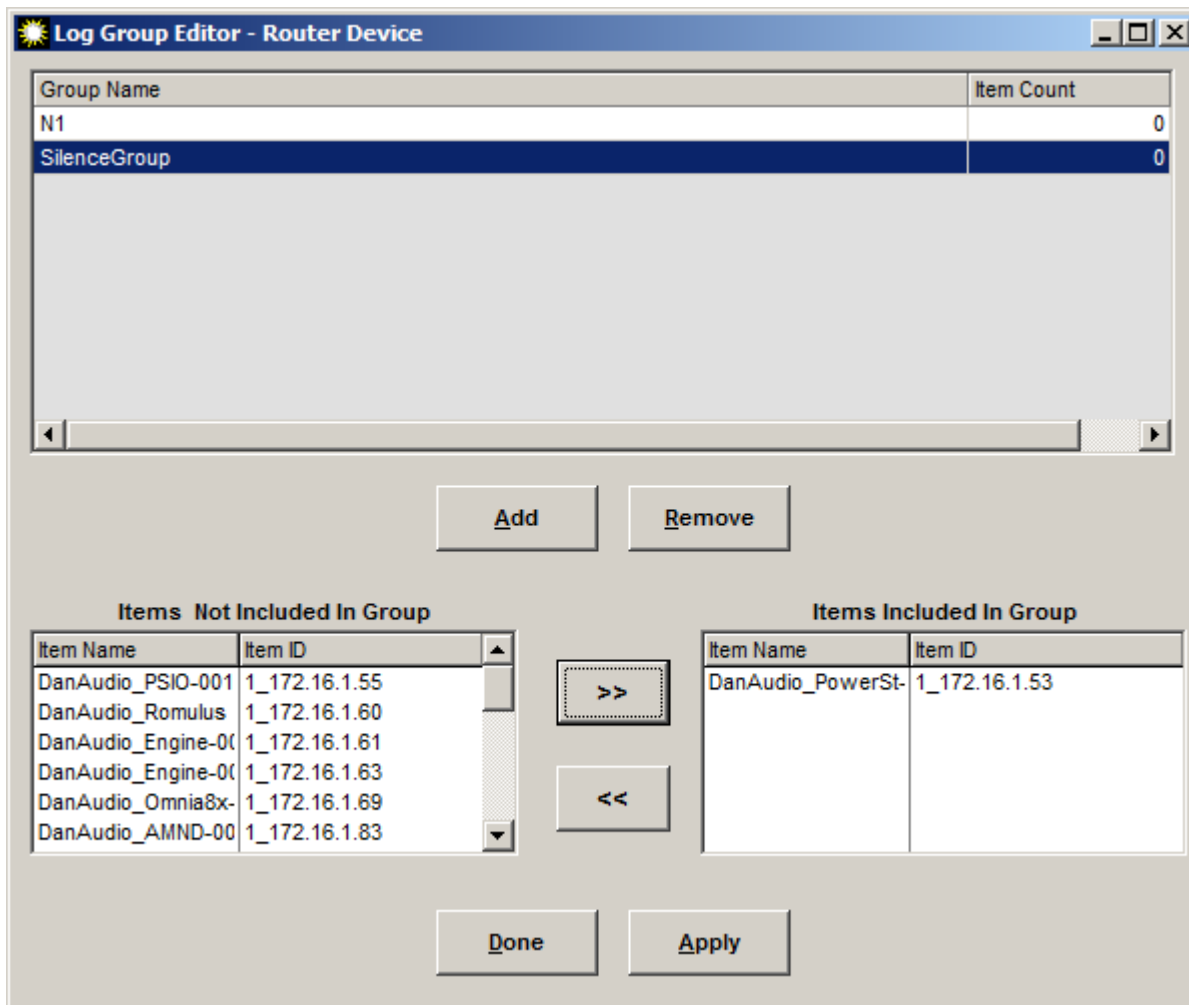 Log Group Editor - Router Device
Group Name Item Count
N1 0
SilenceGroup 0
Add Remove
Items Not Included In Group Items Included In Group
Item Name Item ID Item Name Item ID
DanAudio_PSIO-001 1_172.16.1.55 >> DanAudio_PowerSt- 1_172.16.1.53
DanAudio_Romulus 1_172.16.1.60
DanAudio_Engine-00 1_172.16.1.61
DanAudio_Engine-00 1_172.16.1.63
DanAudio_Omnia8x- 1_172.16.1.69 <<
DanAudio_AMND-00 1_172.16.1.83
Done Apply